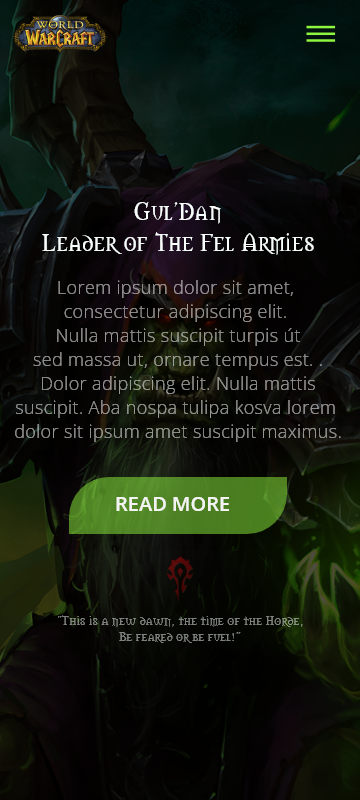 WORLD
OF
WARCRAFT
Gul'Dan
Leader of The Fel Armies
Lorem ipsum dolor sit amet,
consectetur adipiscing elit.
Nulla mattis suscipit turpis út
sed massa ut, ornare tempus est. .
Dolor adipiscing elit. Nulla mattis
suscipit. Aba nospa tulipa kosva lorem
dolor sit ipsum amet suscipit maximus.
READ MORE
"This is a new dawn, the time of the Horde,
Be feared or be fuel!"